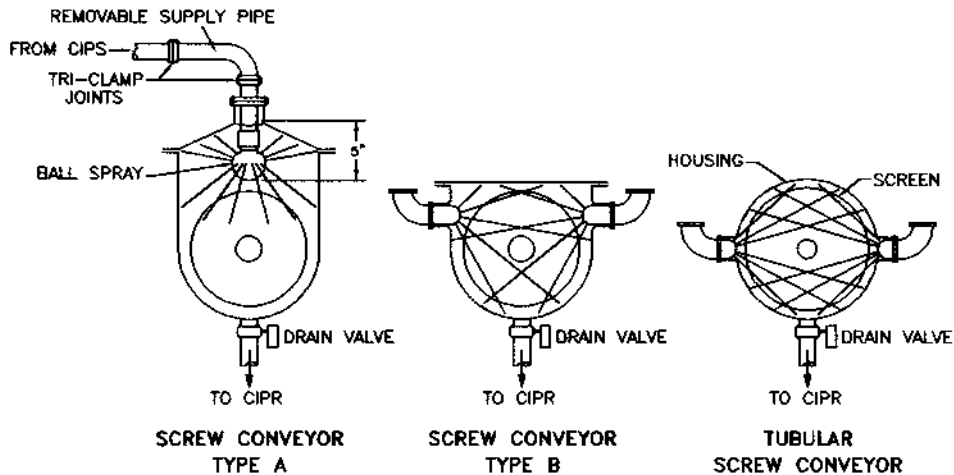 REMOVABLE SUPPLY PIPE
FROM CIPS
TRI-CLAMP
JOINTS
5"
BALL SPRAY
DRAIN VALVE
TO CIPR
SCREW CONVEYOR
TYPE A
DRAIN VALVE
TO CIPR
SCREW CONVEYOR
TYPE B
HOUSING
SCREEN
DRAIN VALVE
TO CIPR
TUBULAR
SCREW CONVEYOR